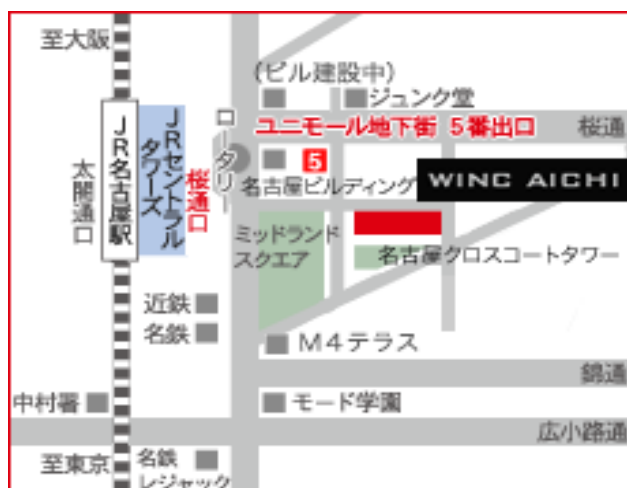 至大阪
(ビル建設中)
ジュンク堂
ユニモール地下街 5番出口
桜通
ロータリー
JRセントラル
タワーズ
JR名古屋駅
太閤通口
桜通口
5
名古屋ビルディング
WINC AICHI
ミッドランド
スクエア
名古屋クロスコートタワー
近鉄
名鉄
M4テラス
錦通
中村署
モード学園
広小路通
至東京
名鉄
レジャック